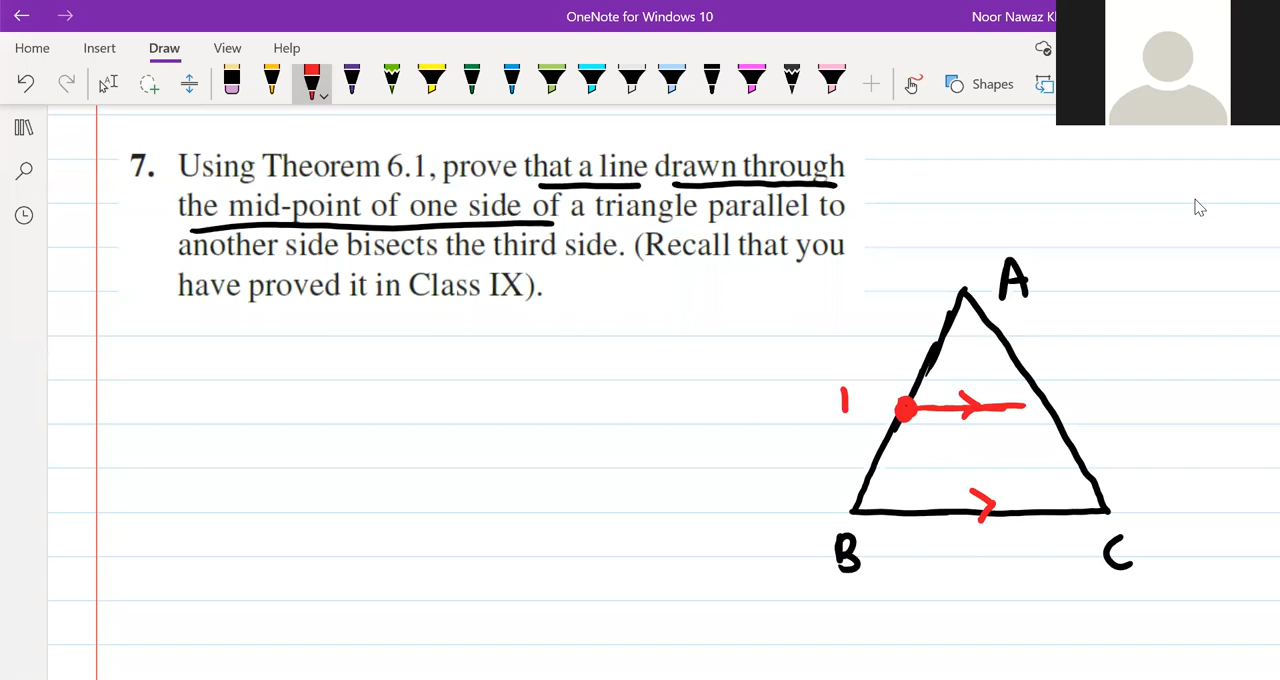 OneNote for Windows 10
Noor Nawaz
Home Insert Draw View Help
Shapes
7. Using Theorem 6.1, prove that a line drawn through
the mid-point of one side of a triangle parallel to
another side bisects the third side. (Recall that you
have proved it in Class IX).
A
B
C